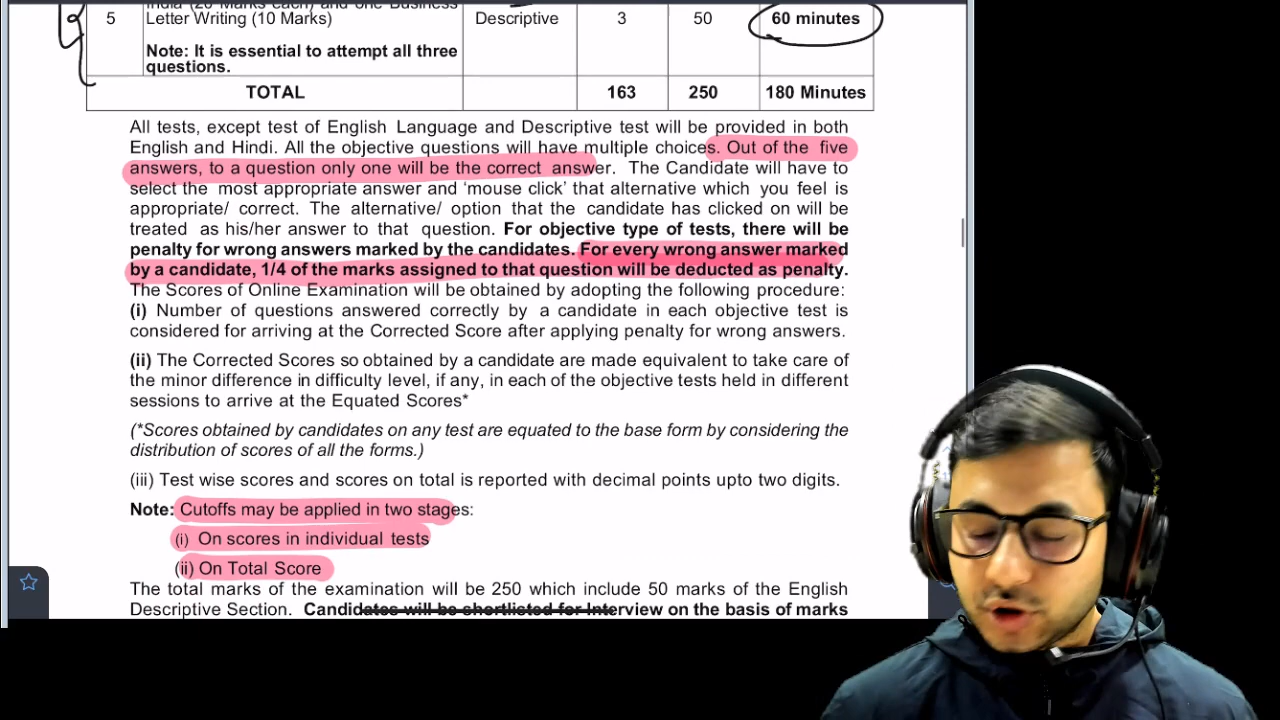 India (20 Marks each) and one Business
5 Letter Writing (10 Marks) Descriptive 3 50 60 minutes
Note: It is essential to attempt all three
questions.
TOTAL 163 250 180 Minutes
All tests, except test of English Language and Descriptive test will be provided in both
English and Hindi. All the objective questions will have multiple choices. Out of the five
answers, to a question only one will be the correct answer. The Candidate will have to
select the most appropriate answer and ‘mouse click’ that alternative which you feel is
appropriate/ correct. The alternative/ option that the candidate has clicked on will be
treated as his/her answer to that question. For objective type of tests, there will be
penalty for wrong answers marked by the candidates. For every wrong answer marked
by a candidate, 1/4 of the marks assigned to that question will be deducted as penalty.
The Scores of Online Examination will be obtained by adopting the following procedure:
(i) Number of questions answered correctly by a candidate in each objective test is
considered for arriving at the Corrected Score after applying penalty for wrong answers.
(ii) The Corrected Scores so obtained by a candidate are made equivalent to take care of
the minor difference in difficulty level, if any, in each of the objective tests held in different
sessions to arrive at the Equated Scores*
(*Scores obtained by candidates on any test are equated to the base form by considering the
distribution of scores of all the forms.)
(iii) Test wise scores and scores on total is reported with decimal points upto two digits.
Note: Cutoffs may be applied in two stages:
(i) On scores in individual tests
(ii) On Total Score
The total marks of the examination will be 250 which include 50 marks of the English
Descriptive Section. Candidates will be shortlisted for Interview on the basis of marks